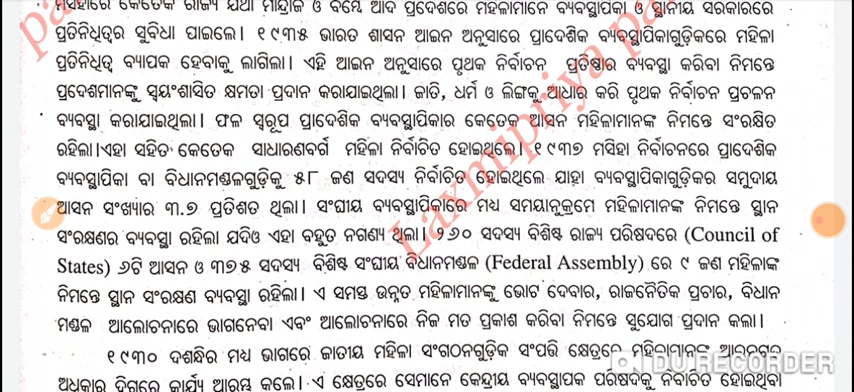 ମସିହାରେ କେତେକ ରାଜ୍ୟ ଯଥା ମାଡ୍ରାଜ ଓ ବମ୍ବେ ଆଦି ପ୍ରଦେଶରେ ମହିଳାମାନେ ବ୍ୟବସ୍ଥାପିକା ଓ ସ୍ଥାନୀୟ ସରକାରରେ
ପ୍ରତିନିଧିତ୍ୱର ସୁବିଧା ପାଇଲେ। ୧୯୩୫ ଭାରତ ଶାସନ ଆଇନ ଅନୁସାରେ ପ୍ରାଦେଶିକ ବ୍ୟବସ୍ଥାପିକାଗୁଡ଼ିକରେ ମହିଳା
ପ୍ରତିନିଧିତ୍ୱ ବ୍ୟାପକ ହେବାକୁ ଲାଗିଲା। ଏହି ଆଇନ ଅନୁସାରେ ପୃଥକ ନିର୍ବାଚନ ପ୍ରତିଷ୍ଠାର ବ୍ୟବସ୍ଥା କରିବା ନିମନ୍ତେ
ପ୍ରଦେଶମାନଙ୍କୁ ସ୍ୱୟଂଶାସିତ କ୍ଷମତା ପ୍ରଦାନ କରାଯାଇଥିଲା। ଜାତି, ଧର୍ମ ଓ ଲିଙ୍ଗକୁ ଆଧାର କରି ପୃଥକ ନିର୍ବାଚନ ପ୍ରଚଳନ
ବ୍ୟବସ୍ଥା କରାଯାଇଥିଲା। ଫଳ ସ୍ୱରୂପ ପ୍ରାଦେଶିକ ବ୍ୟବସ୍ଥାପିକାର କେତେକ ଆସନ ମହିଳାମାନଙ୍କ ନିମନ୍ତେ ସଂରକ୍ଷିତ
ରହିଲା।ଏହା ସହିତ କେତେକ ସାଧାରଣବର୍ଗ ମହିଳା ନିର୍ବାଚିତ ହୋଇଥିଲେ। ୧୯୩୭ ମସିହା ନିର୍ବାଚନରେ ପ୍ରାଦେଶିକ
ବ୍ୟବସ୍ଥାପିକା ବା ବିଧାନମଣ୍ଡଳଗୁଡ଼ିକୁ ୫୮ ଜଣ ସଦସ୍ୟ ନିର୍ବାଚିତ ହୋଇଥିଲେ ଯାହା ବ୍ୟବସ୍ଥାପିକାଗୁଡ଼ିକର ସମୁଦାୟ
ଆସନ ସଂଖ୍ୟାର ୩.୭ ପ୍ରତିଶତ ଥିଲା। ସଂଘୀୟ ବ୍ୟବସ୍ଥାପିକାରେ ମଧ୍ୟ ସମୟାନୁକ୍ରମେ ମହିଳାମାନଙ୍କ ନିମନ୍ତେ ସ୍ଥାନ
ସଂରକ୍ଷଣର ବ୍ୟବସ୍ଥା ରହିଲା ଯଦିଓ ଏହା ବହୁତ ନଗଣ୍ୟ ଥିଲା। ୨୬୦ ସଦସ୍ୟ ବିଶିଷ୍ଟ ରାଜ୍ୟ ପରିଷଦରେ (Council of
States) ୬ଟି ଆସନ ଓ ୩୭୫ ସଦସ୍ୟ ବିଶିଷ୍ଟ ସଂଘୀୟ ବିଧାନମଣ୍ଡଳ (Federal Assembly) ରେ ୯ ଜଣ ମହିଳାଙ୍କ
ନିମନ୍ତେ ସ୍ଥାନ ସଂରକ୍ଷଣ ବ୍ୟବସ୍ଥା ରହିଲା। ଏ ସମସ୍ତ ଉନ୍ନତ ମହିଳାମାନଙ୍କୁ ଭୋଟ ଦେବାର, ରାଜନୈତିକ ପ୍ରଚାର, ବିଧାନ
ମଣ୍ଡଳ ଆଲୋଚନାରେ ଭାଗନେବା ଏବଂ ଆଲୋଚନାରେ ନିଜ ମତ ପ୍ରକାଶ କରିବା ନିମନ୍ତେ ସୁଯୋଗ ପ୍ରଦାନ କଲା।
୧୯୩୦ ଦଶନ୍ଧିର ମଧ୍ୟ ଭାଗରେ ଜାତୀୟ ମହିଳା ସଂଗଠନଗୁଡ଼ିକ ସଂପତ୍ତି କ୍ଷେତ୍ରରେ ମହିଳାମାନଙ୍କ
ଅଧିକାର ଦିଗରେ କାର୍ଯ୍ୟ ଆରମ୍ଭ କଲେ। ଏ କ୍ଷେତ୍ରରେ ସେମାନେ କେନ୍ଦ୍ରୀୟ ବ୍ୟବସ୍ଥାପକ ପରିଷଦକୁ ନିର୍ବାଚିତ ହୋଇଥିବା
Laxmipriya pa
DU RECORDER